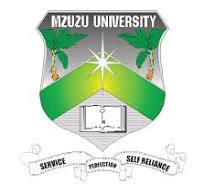 MZUZU UNIVERSITY
SERVICE
PERFECTION
SELF RELIANCE